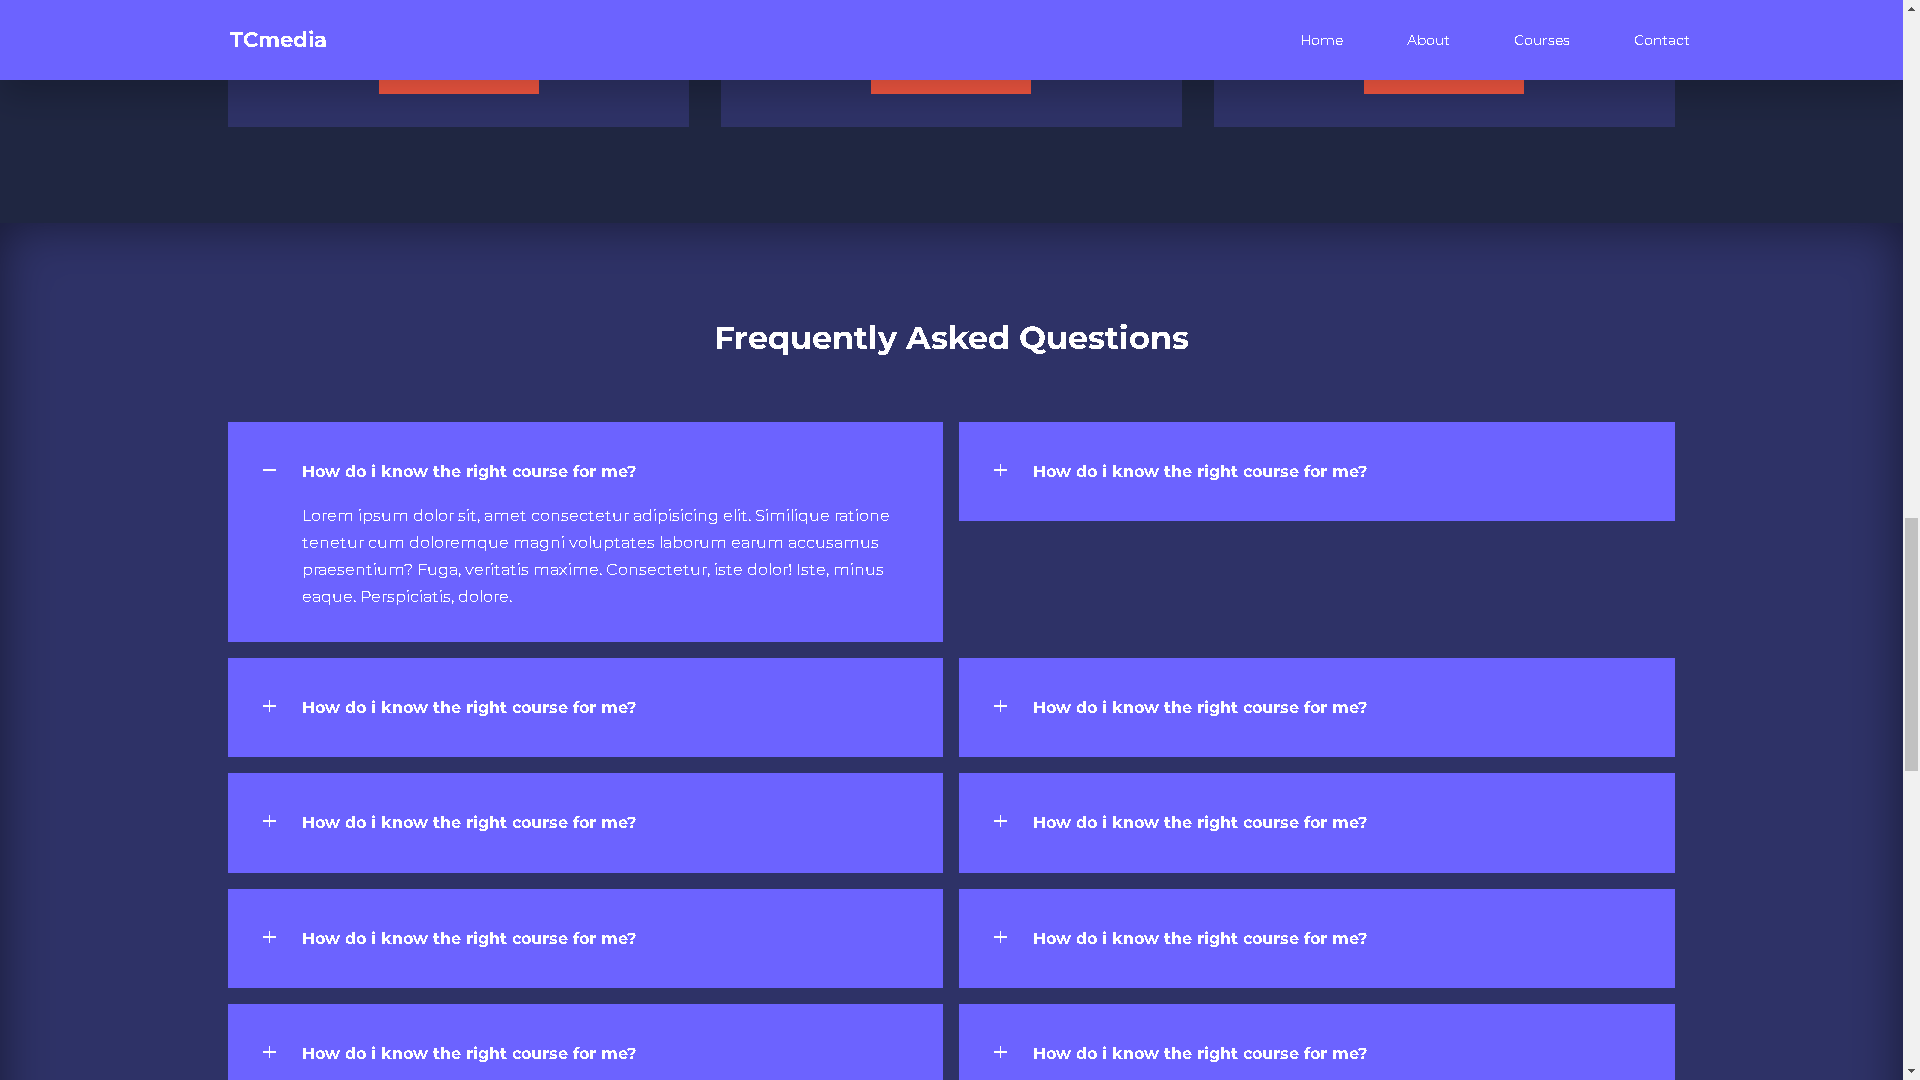 TCmedia
Home
About
Courses
Contact
Frequently Asked Questions
How do i know the right course for me?
Lorem ipsum dolor sit, amet consectetur adipisicing elit. Similique ratione
tenetur cum doloremque magni voluptates laborum earum accusamus
praesentium? Fuga, veritatis maxime. Consectetur, iste dolor! Iste, minus
eaque. Perspiciatis, dolore.
How do i know the right course for me?
How do i know the right course for me?
How do i know the right course for me?
How do i know the right course for me?
How do i know the right course for me?
How do i know the right course for me?
How do i know the right course for me?
How do i know the right course for me?
How do i know the right course for me?